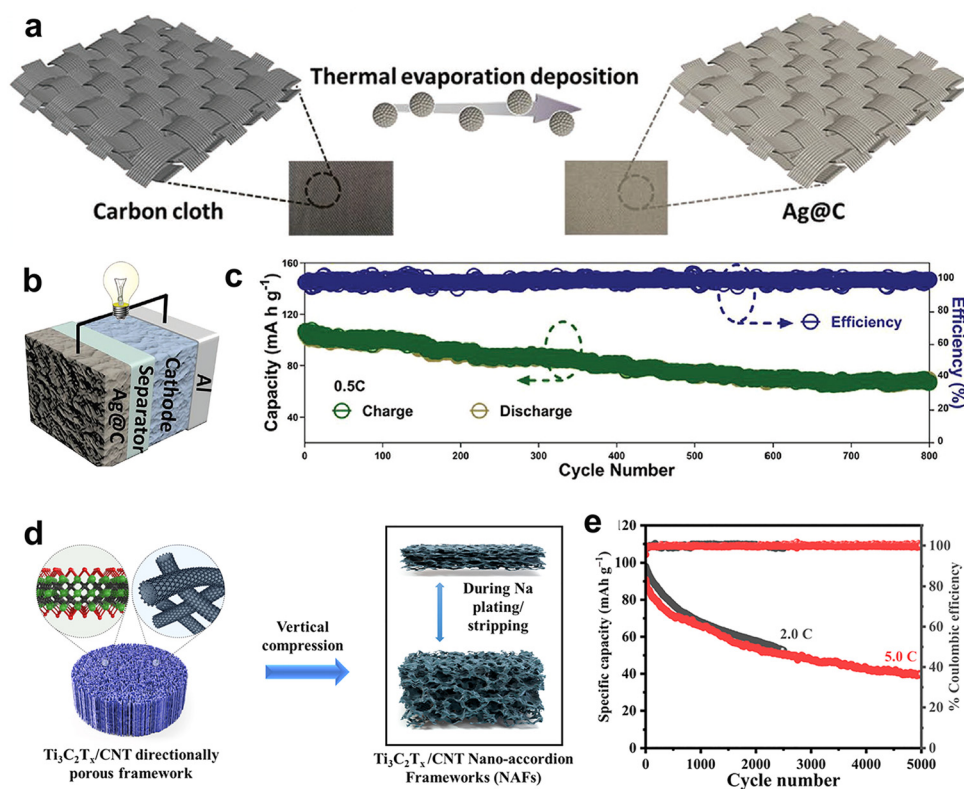 a
Thermal evaporation deposition
Carbon cloth
Ag@C
b
Ag@C
Separator
Cathode
Al
c
160
120
80
40
Capacity (mA h g⁻¹)
100
80
60
40
20
0
Efficiency (%)
Efficiency
0.5C
Charge
Discharge
0 100 200 300 400 500 600 700 800
Cycle Number
d
Vertical
compression
During Na
plating/
stripping
Ti₃C₂Tₓ/CNT directionally
porous framework
Ti₃C₂Tₓ/CNT Nano-accordion
Frameworks (NAFs)
e
120
100
80
60
40
20
0
Specific capacity (mAh g⁻¹)
100
80
60
40
20
0
% Coulombic efficiency
2.0 C
5.0 C
0 1000 2000 3000 4000 5000
Cycle number